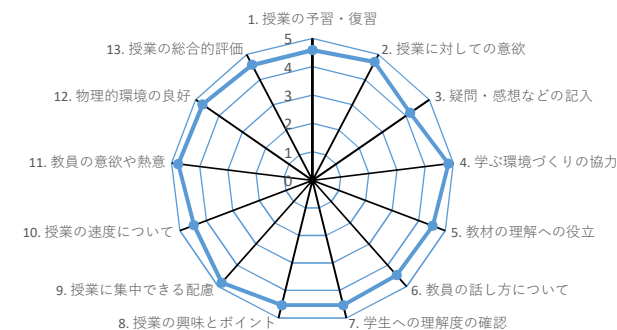 1. 授業の予習・復習
2. 授業に対しての意欲
3. 疑問・感想などの記入
4. 学ぶ環境づくりの協力
5. 教材の理解への役立
6. 教員の話し方について
7. 学生への理解度の確認
8. 授業の興味とポイント
9. 授業に集中できる配慮
10. 授業の速度について
11. 教員の意欲や熱意
12. 物理的環境の良好
13. 授業の総合的評価
5
4
3
2
1
0